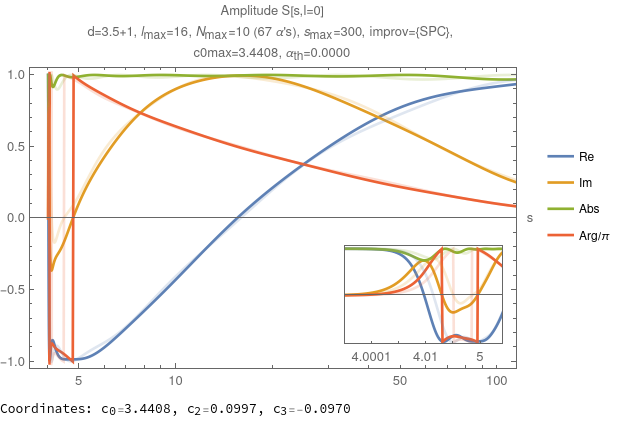 Amplitude S[s,l=0]
d=3.5+1, lmax=16, Nmax=10 (67 α's), smax=300, improv={SPC},
c0max=3.4408, αth=0.0000
1.0
0.5
0.0
-0.5
-1.0
5
10
50
100
s
4.0001
4.01
5
Re
Im
Abs
Arg/π
Coordinates: c0=3.4408, c2=0.0997, c3=-0.0970